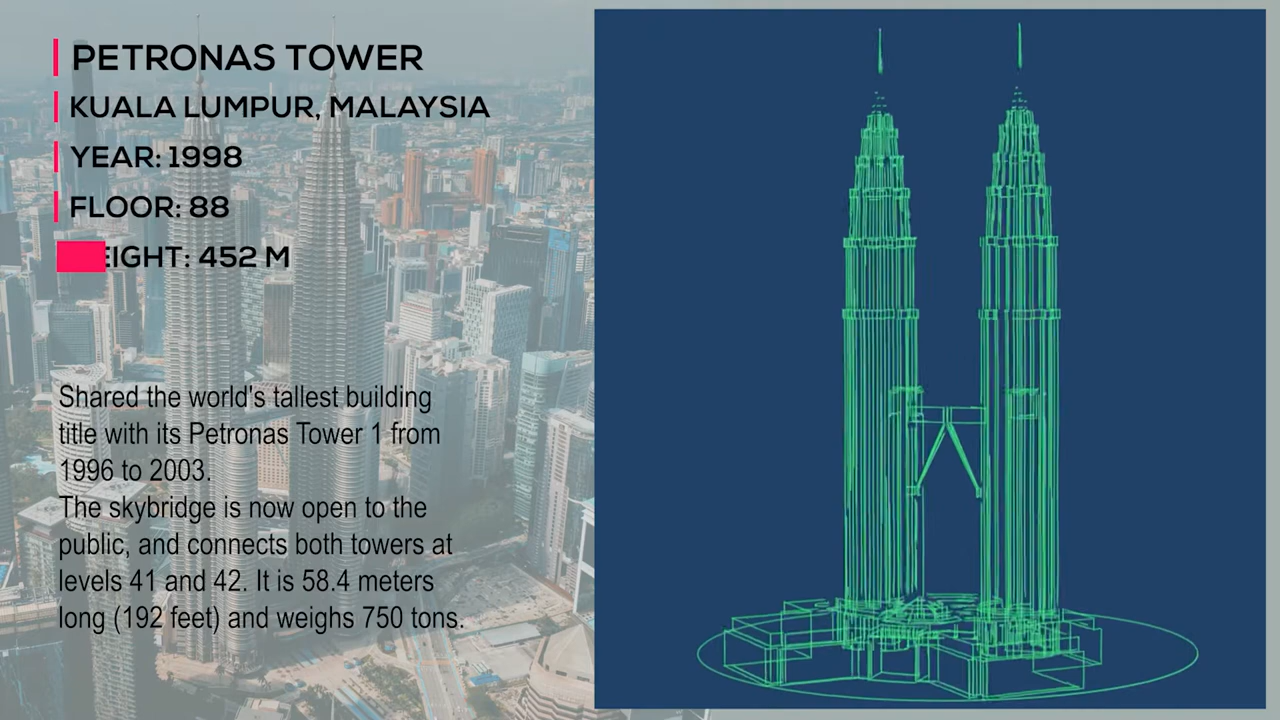 PETRONAS TOWER
KUALA LUMPUR, MALAYSIA
YEAR: 1998
FLOOR: 88
EIGHT: 452 M
Shared the world's tallest building
title with its Petronas Tower 1 from
1996 to 2003.
The skybridge is now open to the
public, and connects both towers at
levels 41 and 42. It is 58.4 meters
long (192 feet) and weighs 750 tons.